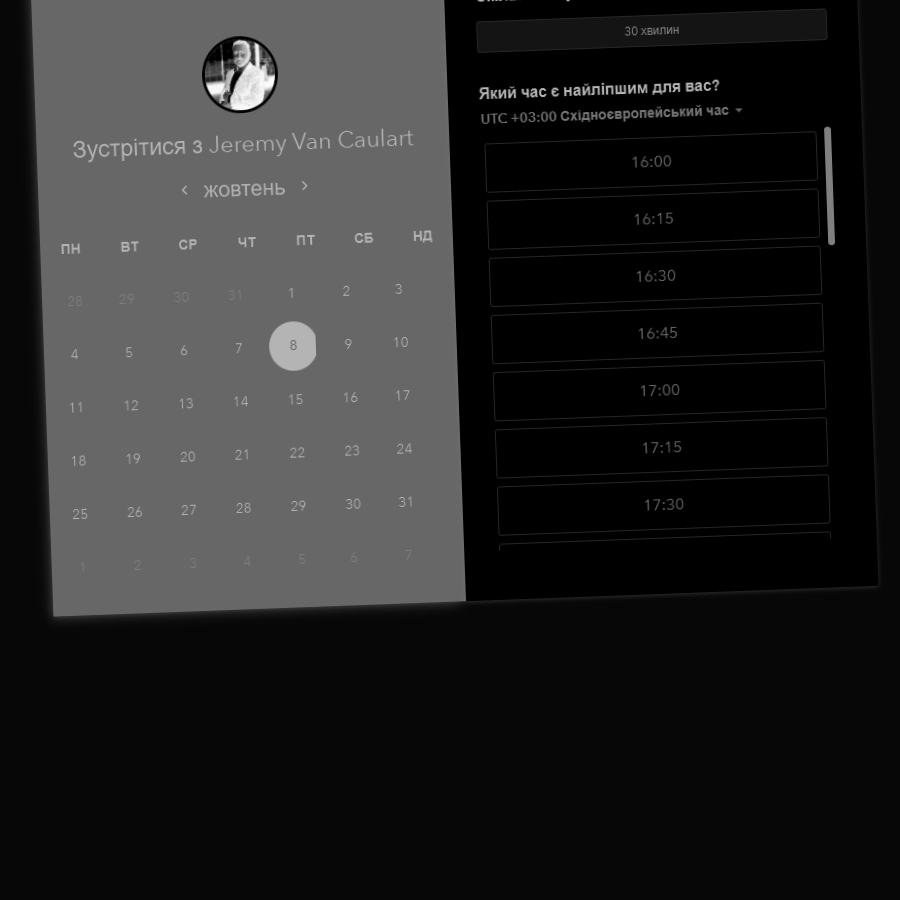 Зустрітися з Jeremy Van Caulart
‹ жовтень ›
ПН ВТ СР ЧТ ПТ СБ НД
28 29 30 31 1 2 3
4 5 6 7 8 9 10
11 12 13 14 15 16 17
18 19 20 21 22 23 24
25 26 27 28 29 30 31
1 2 3 4 5 6 7
30 хвилин
Який час є найліпшим для вас?
UTC +03:00 Східноєвропейський час
16:00
16:15
16:30
16:45
17:00
17:15
17:30